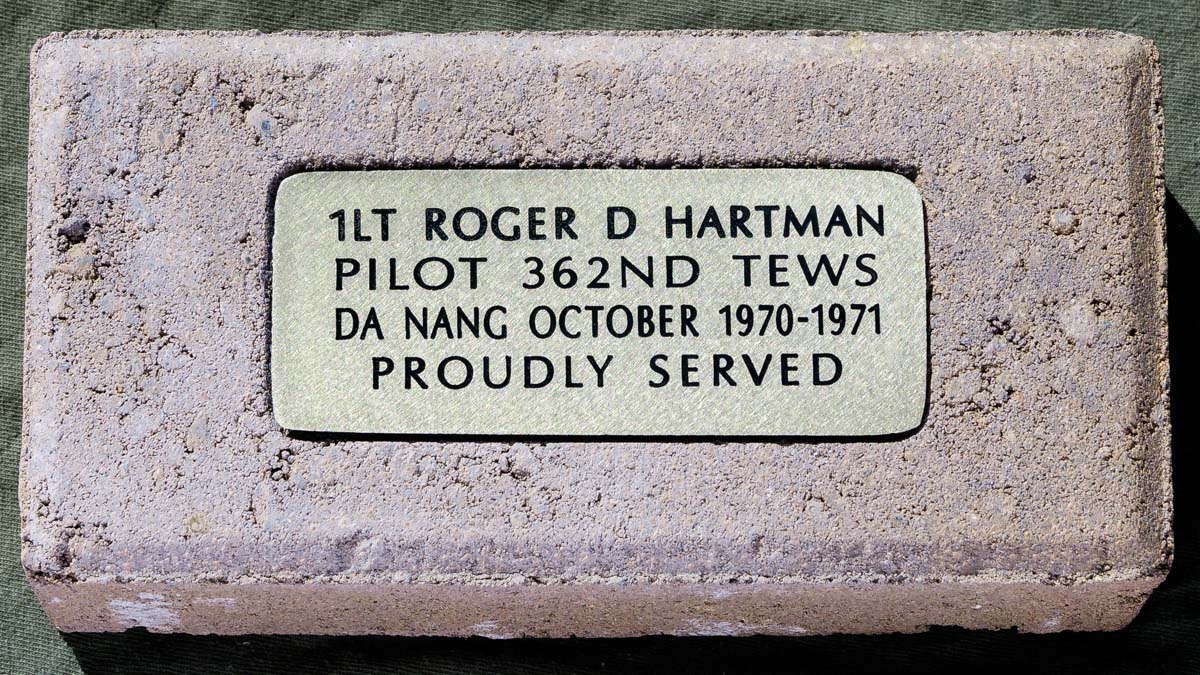 1LT ROGER D HARTMAN
PILOT 362ND TEWS
DA NANG OCTOBER 1970-1971
PROUDLY SERVED